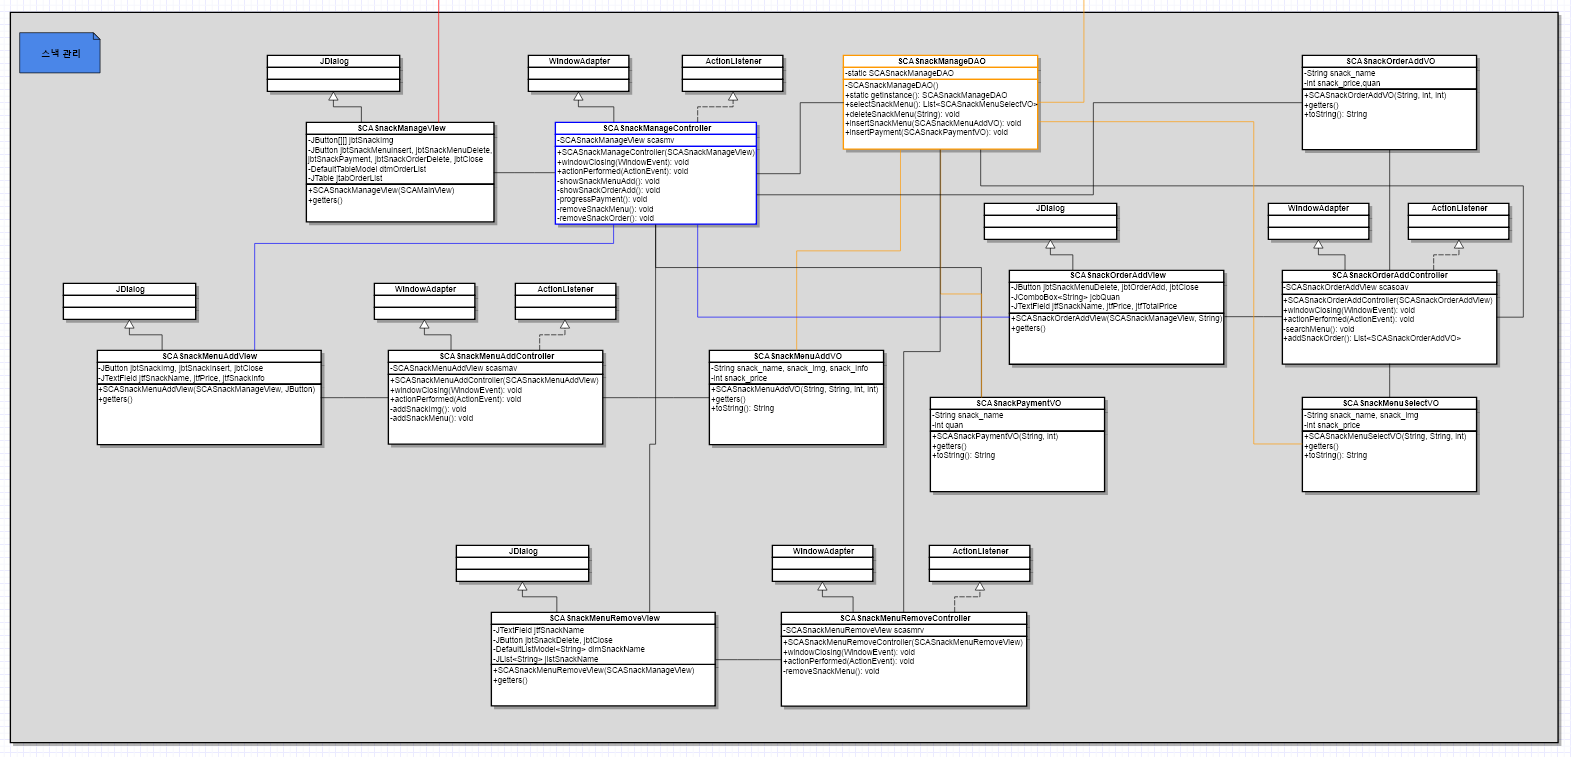 스낵 관리
JDialog
WindowAdapter
ActionListener
SCASnackManageView
-JButton[][] jbtSnackImg
-JButton jbtSnackMenuInsert, jbtSnackMenuDelete,
jbtSnackPayment, jbtSnackOrderDelete, jbtClose
-DefaultTableModel dtmOrderList
-JTable jtabOrderList
+SCASnackManageView(SCAMainView)
+getters()
SCASnackManageController
-SCASnackManageView scasmv
+SCASnackManageController(SCASnackManageView)
+windowClosing(WindowEvent): void
+actionPerformed(ActionEvent): void
-showSnackMenuAdd(): void
-showSnackOrderAdd(): void
-progressPayment(): void
-removeSnackMenu(): void
-removeSnackOrder(): void
SCASnackManageDAO
-static SCASnackManageDAO
-SCASnackManageDAO()
+static getInstance(): SCASnackManageDAO
+selectSnackMenu(): List<SCASnackMenuSelectVO>
+deleteSnackMenu(String): void
+insertSnackMenu(SCASnackMenuAddVO): void
+insertPayment(SCASnackPaymentVO): void
SCASnackOrderAddVO
-String snack_name
-int snack_price,quan
+SCASnackOrderAddVO(String, int, int)
+getters()
+toString(): String
JDialog
WindowAdapter
ActionListener
SCASnackOrderAddView
-JButton jbtSnackMenuDelete, jbtOrderAdd, jbtClose
-JComboBox<String> jcbQuan
-JTextField jtfSnackName, jtfPrice, jtfTotalPrice
+SCASnackOrderAddView(SCASnackManageView, String)
+getters()
SCASnackOrderAddController
-SCASnackOrderAddView scasoav
+SCASnackOrderAddController(SCASnackOrderAddView)
+windowClosing(WindowEvent): void
+actionPerformed(ActionEvent): void
-searchMenu(): void
+addSnackOrder(): List<SCASnackOrderAddVO>
JDialog
WindowAdapter
ActionListener
SCASnackMenuAddView
-JButton jbtSnackImg, jbtSnackInsert, jbtClose
-JTextField jtfSnackName, jtfPrice, jtfSnackInfo
+SCASnackMenuAddView(SCASnackManageView, JButton)
+getters()
SCASnackMenuAddController
-SCASnackMenuAddView scasmav
+SCASnackMenuAddController(SCASnackMenuAddView)
+windowClosing(WindowEvent): void
+actionPerformed(ActionEvent): void
-addSnackImg(): void
-addSnackMenu(): void
SCASnackMenuAddVO
-String snack_name, snack_img, snack_info
-int snack_price
+SCASnackMenuAddVO(String, String, int, int)
+getters()
+toString(): String
SCASnackPaymentVO
-String snack_name
-int quan
+SCASnackPaymentVO(String, int)
+getters()
+toString(): String
SCASnackMenuSelectVO
-String snack_name, snack_img
-int snack_price
+SCASnackMenuSelectVO(String, String, int)
+getters()
+toString(): String
JDialog
WindowAdapter
ActionListener
SCASnackMenuRemoveView
-JTextField jtfSnackName
-JButton jbtSnackDelete, jbtClose
-DefaultListModel<String> dlmSnackName
-JList<String> jlstSnackName
+SCASnackMenuRemoveView(SCASnackManageView)
+getters()
SCASnackMenuRemoveController
-SCASnackMenuRemoveView scasmrv
+SCASnackMenuRemoveController(SCASnackMenuRemoveView)
+windowClosing(WindowEvent): void
+actionPerformed(ActionEvent): void
-removeSnackMenu(): void